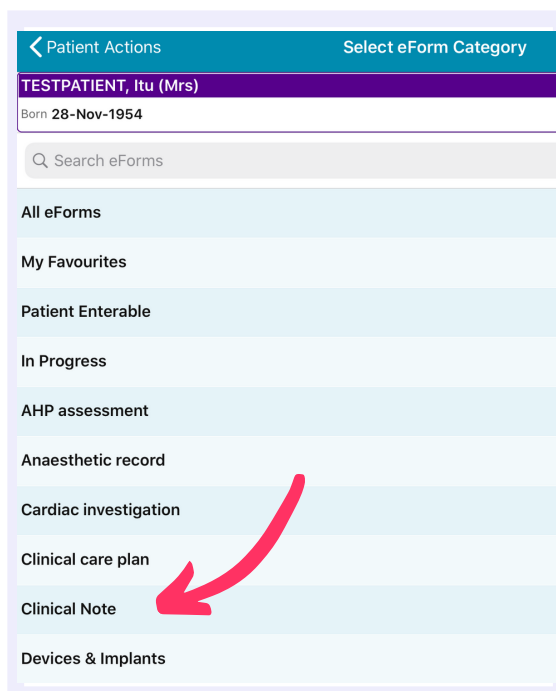 Patient Actions
Select eForm Category
TESTPATIENT, Itu (Mrs)
Born 28-Nov-1954
Search eForms
All eForms
My Favourites
Patient Enterable
In Progress
AHP assessment
Anaesthetic record
Cardiac investigation
Clinical care plan
Clinical Note
Devices & Implants